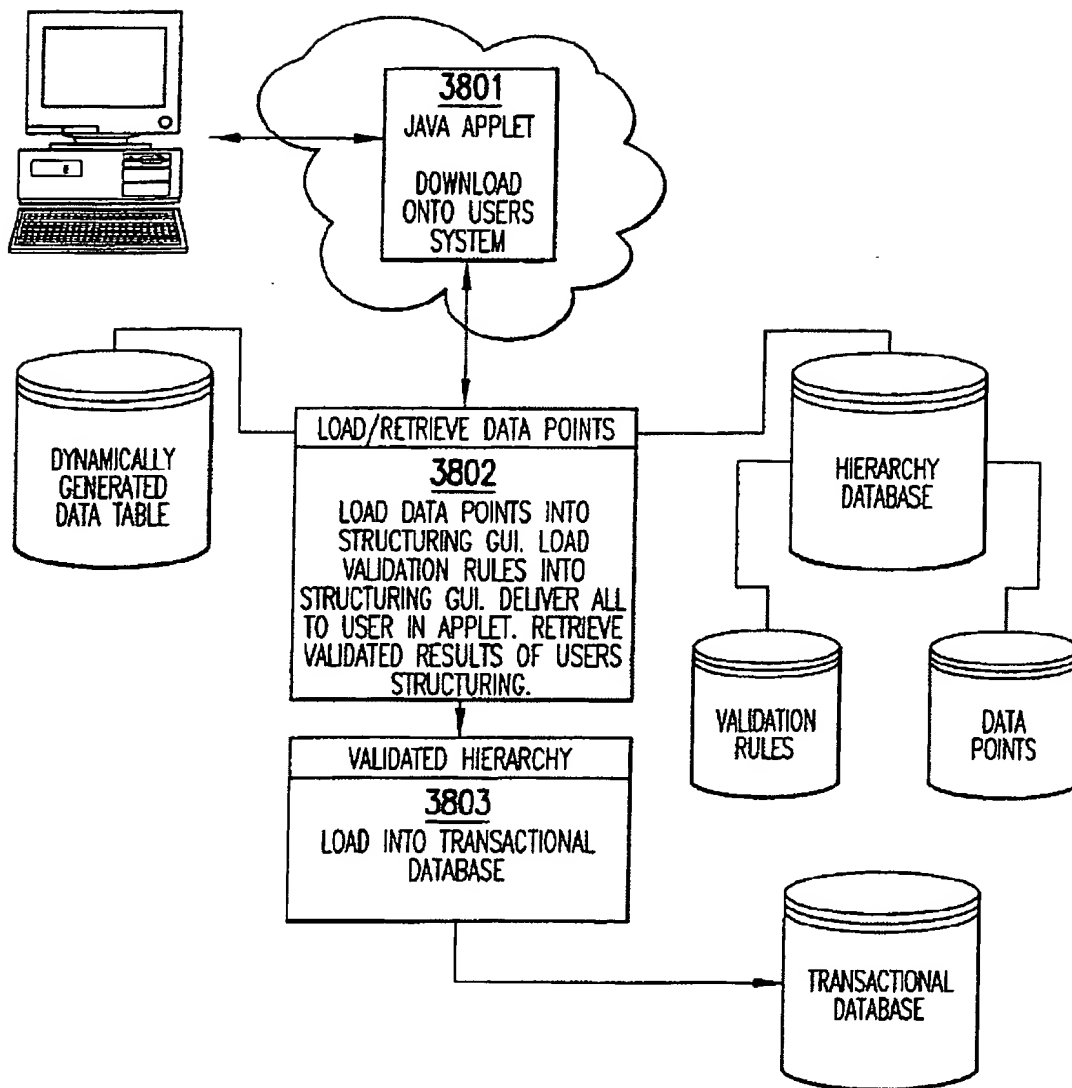 3801
JAVA APPLET
DOWNLOAD
ONTO USERS
SYSTEM
DYNAMICALLY
GENERATED
DATA TABLE
LOAD/RETRIEVE DATA POINTS
3802
LOAD DATA POINTS INTO
STRUCTURING GUI. LOAD
VALIDATION RULES INTO
STRUCTURING GUI. DELIVER ALL
TO USER IN APPLET. RETRIEVE
VALIDATED RESULTS OF USERS
STRUCTURING.
HIERARCHY
DATABASE
VALIDATION
RULES
DATA
POINTS
VALIDATED HIERARCHY
3803
LOAD INTO TRANSACTIONAL
DATABASE
TRANSACTIONAL
DATABASE